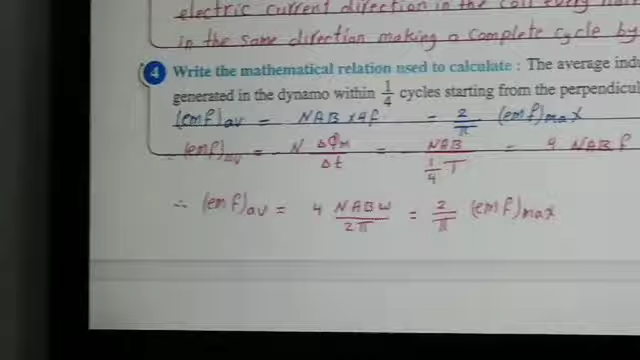 electric current direction in the coil every half
in the same direction making a complete cycle by
4 Write the mathematical relation used to calculate : The average indu
generated in the dynamo within 1/4 cycles starting from the perpendicul
(emf)av = NAB × 4f = 2/π (emf)max
(emf)av = N Δφm/Δt = NAB/(1/4 T) = 4 NABf
∴ (emf)av = 4 NABW/2π = 2/π (emf)max